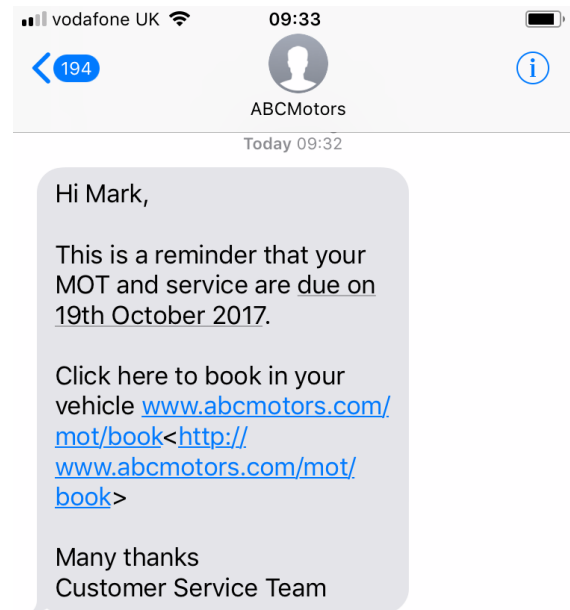 vodafone UK 09:33
194
ABCMotors
Today 09:32
Hi Mark,
This is a reminder that your
MOT and service are due on
19th October 2017.
Click here to book in your
vehicle www.abcmotors.com/
mot/book<http://
www.abcmotors.com/mot/
book>
Many thanks
Customer Service Team